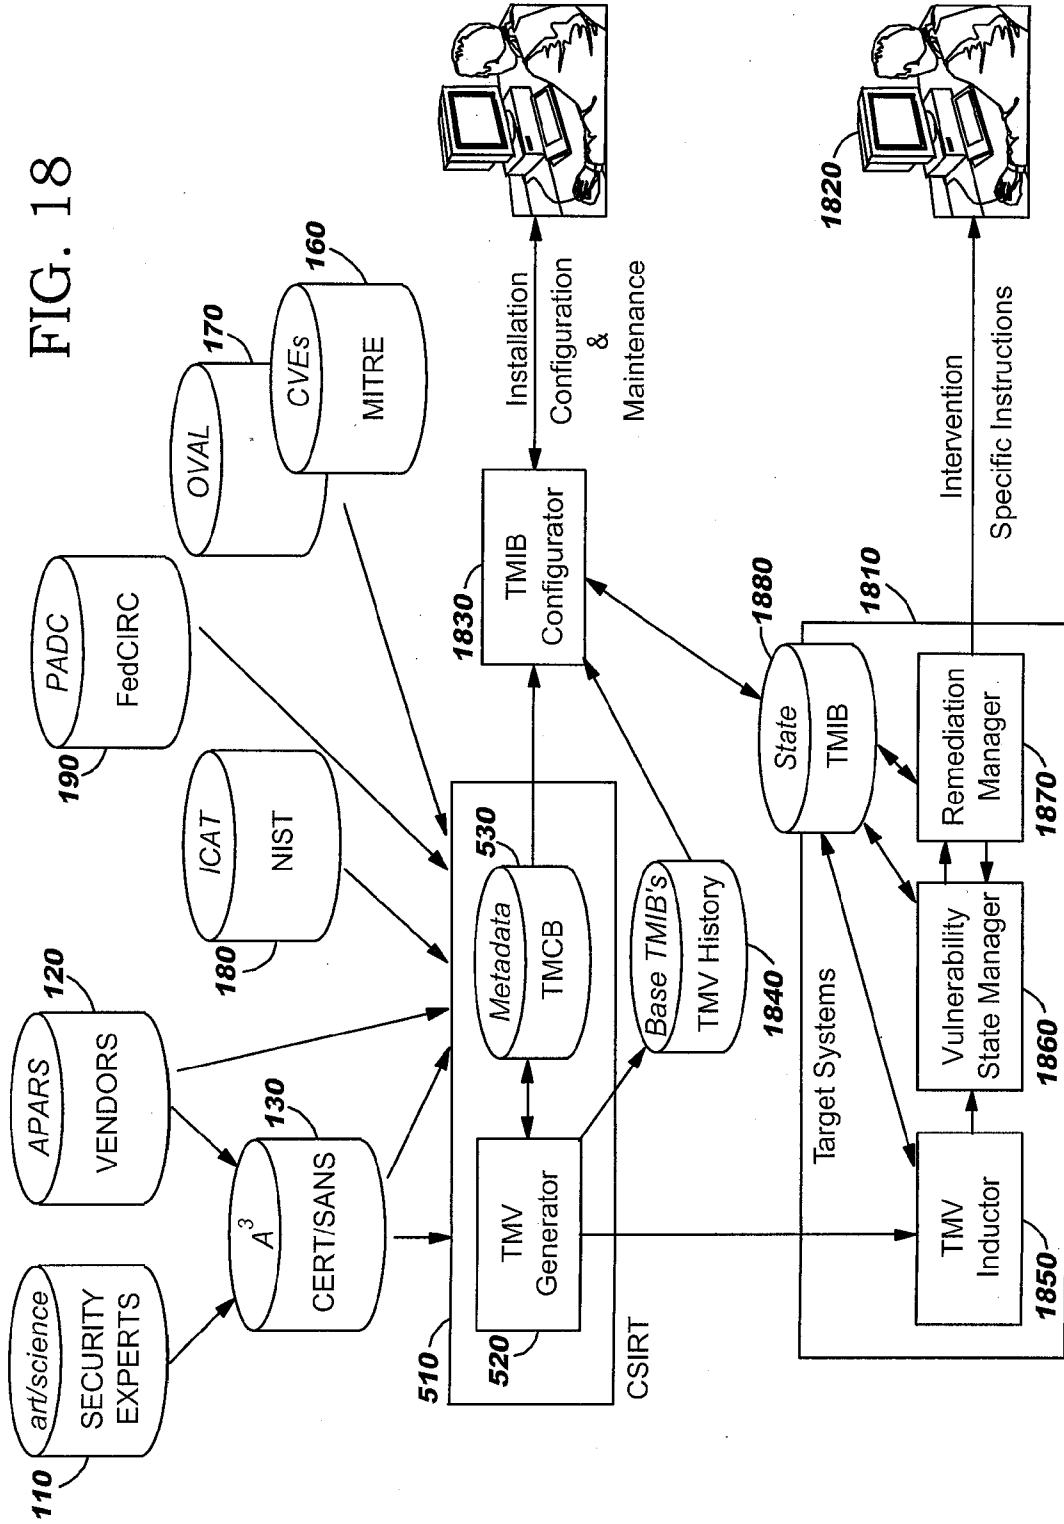 FIG. 18
art/science
SECURITY
EXPERTS
110
APARS
VENDORS
120
A3
CERT/SANS
130
ICAT
NIST
180
PADC
FedCIRC
190
OVAL
170
CVEs
MITRE
160
510
TMV
Generator
520
Metadata
TMCB
530
CSIRT
Base TMIB's
TMV History
1840
1830
TMIB
Configurator
Installation
Configuration
&
Maintenance
Target Systems
State
TMIB
1880
1810
TMV
Inductor
1850
Vulnerability
State Manager
1860
Remediation
Manager
1870
Intervention
Specific Instructions
1820